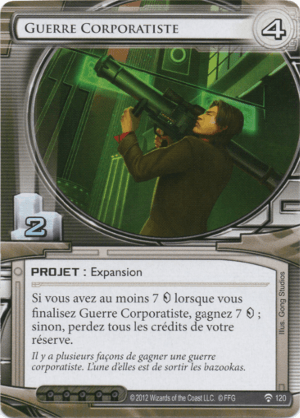 Guerre Corporatiste
4
2
PROJET : Expansion
Si vous avez au moins 7 lorsque vous
finalisez Guerre Corporatiste, gagnez 7 ;
sinon, perdez tous les crédits de votre
réserve.
Il y a plusieurs façons de gagner une guerre
corporatiste. L'une d'elles est de sortir les bazookas.
Illus. Gong Studios
©2012 Wizards of the Coast LLC. © FFG
120